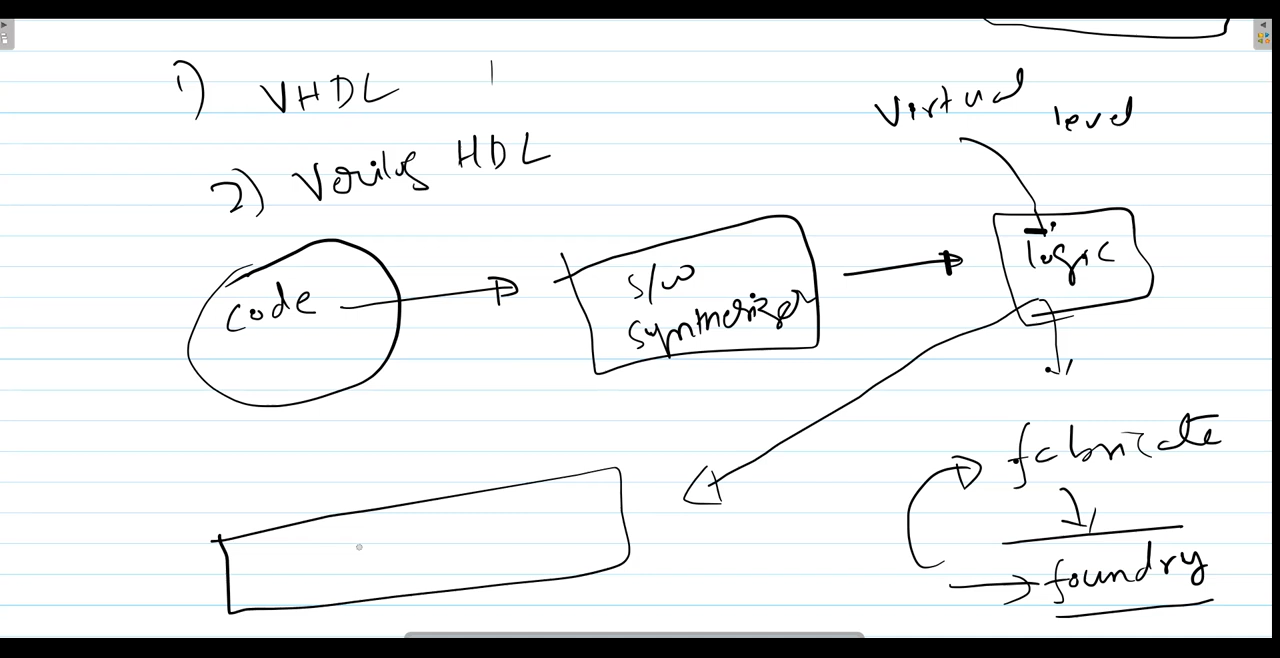 1) VHDL
2) Verilog HDL
Virtual level
code
s/w
synthesizer
logic
fabricate
foundry